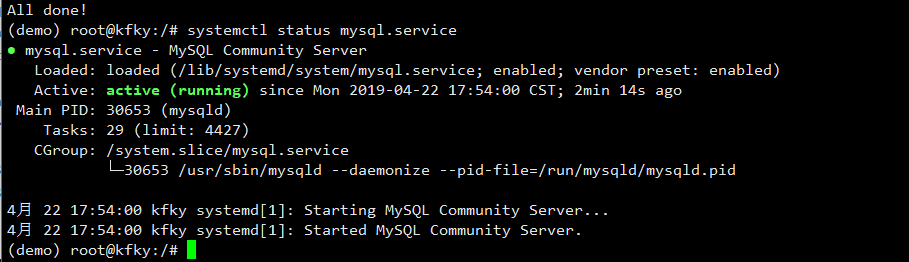 All done!
(demo) root@kfky:/# systemctl status mysql.service
● mysql.service - MySQL Community Server
   Loaded: loaded (/lib/systemd/system/mysql.service; enabled; vendor preset: enabled)
   Active: active (running) since Mon 2019-04-22 17:54:00 CST; 2min 14s ago
 Main PID: 30653 (mysqld)
    Tasks: 29 (limit: 4427)
   CGroup: /system.slice/mysql.service
           └─30653 /usr/sbin/mysqld --daemonize --pid-file=/run/mysqld/mysqld.pid
4月 22 17:54:00 kfky systemd[1]: Starting MySQL Community Server...
4月 22 17:54:00 kfky systemd[1]: Started MySQL Community Server.
(demo) root@kfky:/#